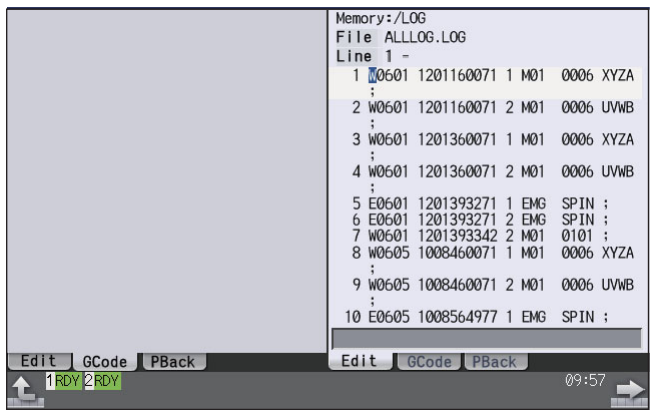 Memory:/LOG
File ALLLOG.LOG
Line 1 -
1 W0601 1201160071 1 M01 0006 XYZA
;
2 W0601 1201160071 2 M01 0006 UVWB
;
3 W0601 1201360071 1 M01 0006 XYZA
;
4 W0601 1201360071 2 M01 0006 UVWB
;
5 E0601 1201393271 1 EMG SPIN ;
6 E0601 1201393271 2 EMG SPIN ;
7 W0601 1201393342 2 M01 0101 ;
8 W0605 1008460071 1 M01 0006 XYZA
;
9 W0605 1008460071 2 M01 0006 UVWB
;
10 E0605 1008564977 1 EMG SPIN ;
Edit GCode PBack Edit GCode PBack
1 RDY 2 RDY 09:57